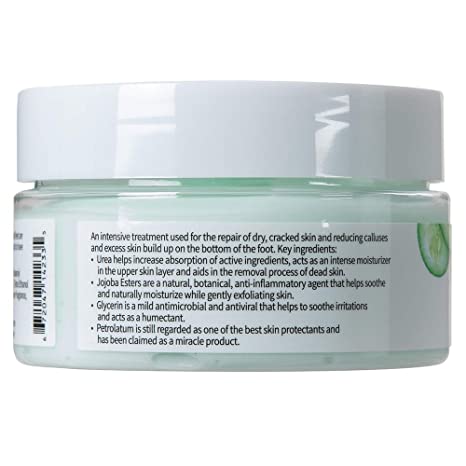 An intensive treatment used for the repair of dry, cracked skin and reducing calluses
and excess skin build up on the bottom of the foot. Key ingredients:
• Urea helps increase absorption of active ingredients, acts as an intense moisturizer
in the upper skin layer and aids in the removal process of dead skin.
• Jojoba Esters are a natural, botanical, anti-inflammatory agent that helps soothe
and naturally moisturize while gently exfoliating skin.
• Glycerin is a mild antimicrobial and antiviral that helps to soothe irritations
and acts as a humectant.
• Petrolatum is still regarded as one of the best skin protectants and
has been claimed as a miracle product.